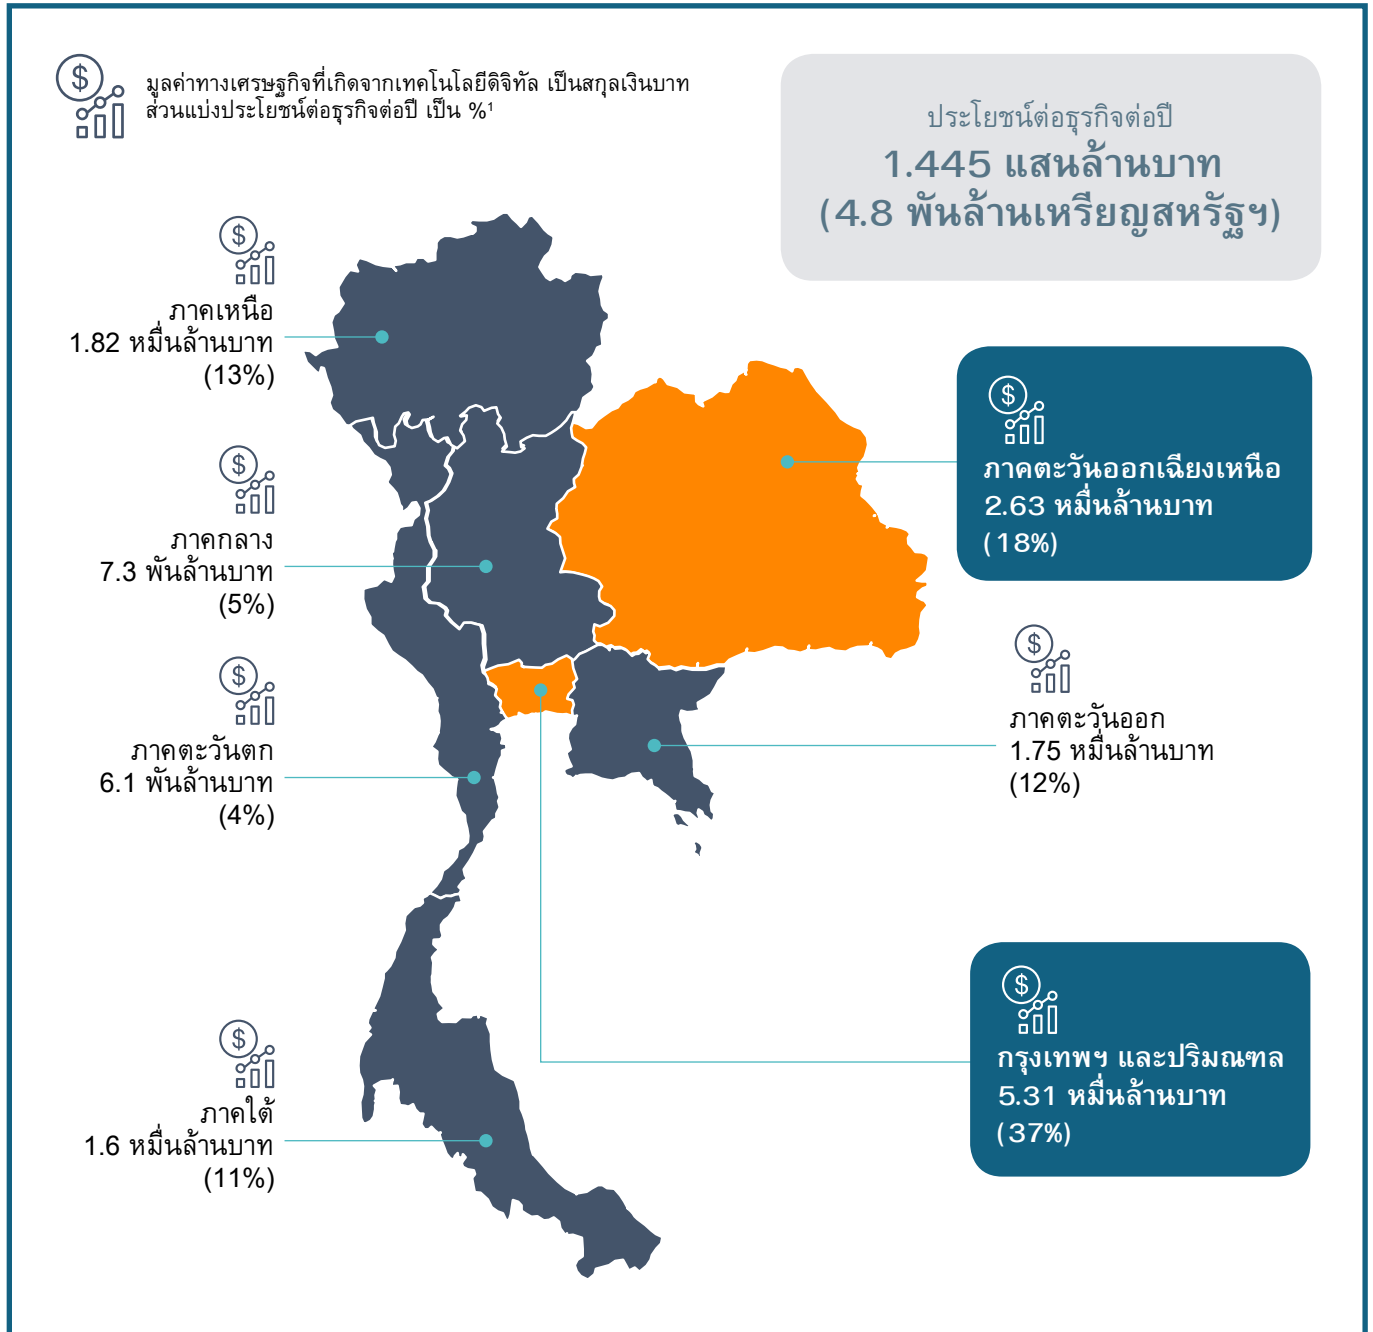 มูลค่าทางเศรษฐกิจที่เกิดจากเทคโนโลยีดิจิทัล เป็นสกุลเงินบาท
ส่วนแบ่งประโยชน์ต่อธุรกิจต่อปี เป็น %¹
ประโยชน์ต่อธุรกิจต่อปี
1.445 แสนล้านบาท
(4.8 พันล้านเหรียญสหรัฐฯ)
ภาคเหนือ
1.82 หมื่นล้านบาท
(13%)
ภาคตะวันออกเฉียงเหนือ
2.63 หมื่นล้านบาท
(18%)
ภาคกลาง
7.3 พันล้านบาท
(5%)
ภาคตะวันออก
1.75 หมื่นล้านบาท
(12%)
ภาคตะวันตก
6.1 พันล้านบาท
(4%)
กรุงเทพฯ และปริมณฑล
5.31 หมื่นล้านบาท
(37%)
ภาคใต้
1.6 หมื่นล้านบาท
(11%)